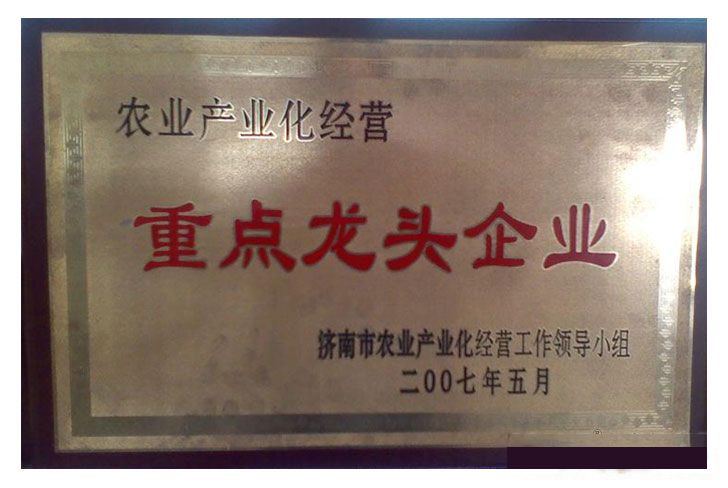 农业产业化经营
重点龙头企业
济南市农业产业化经营工作领导小组
二00七年五月